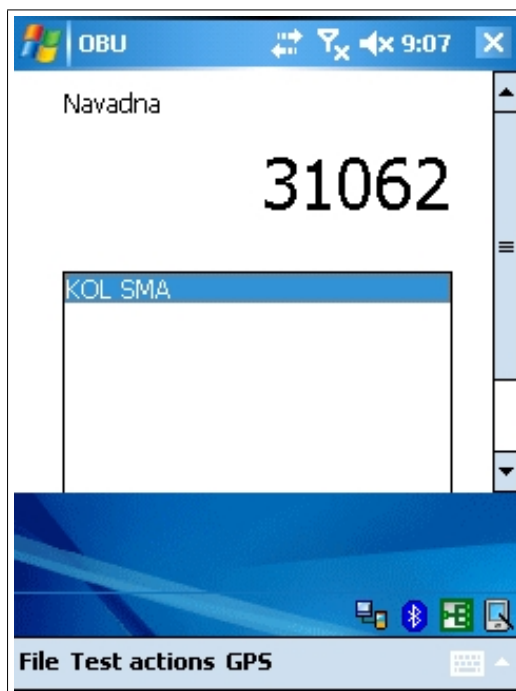 OBU 9:07
Navadna
31062
KOL SMA
File Test actions GPS